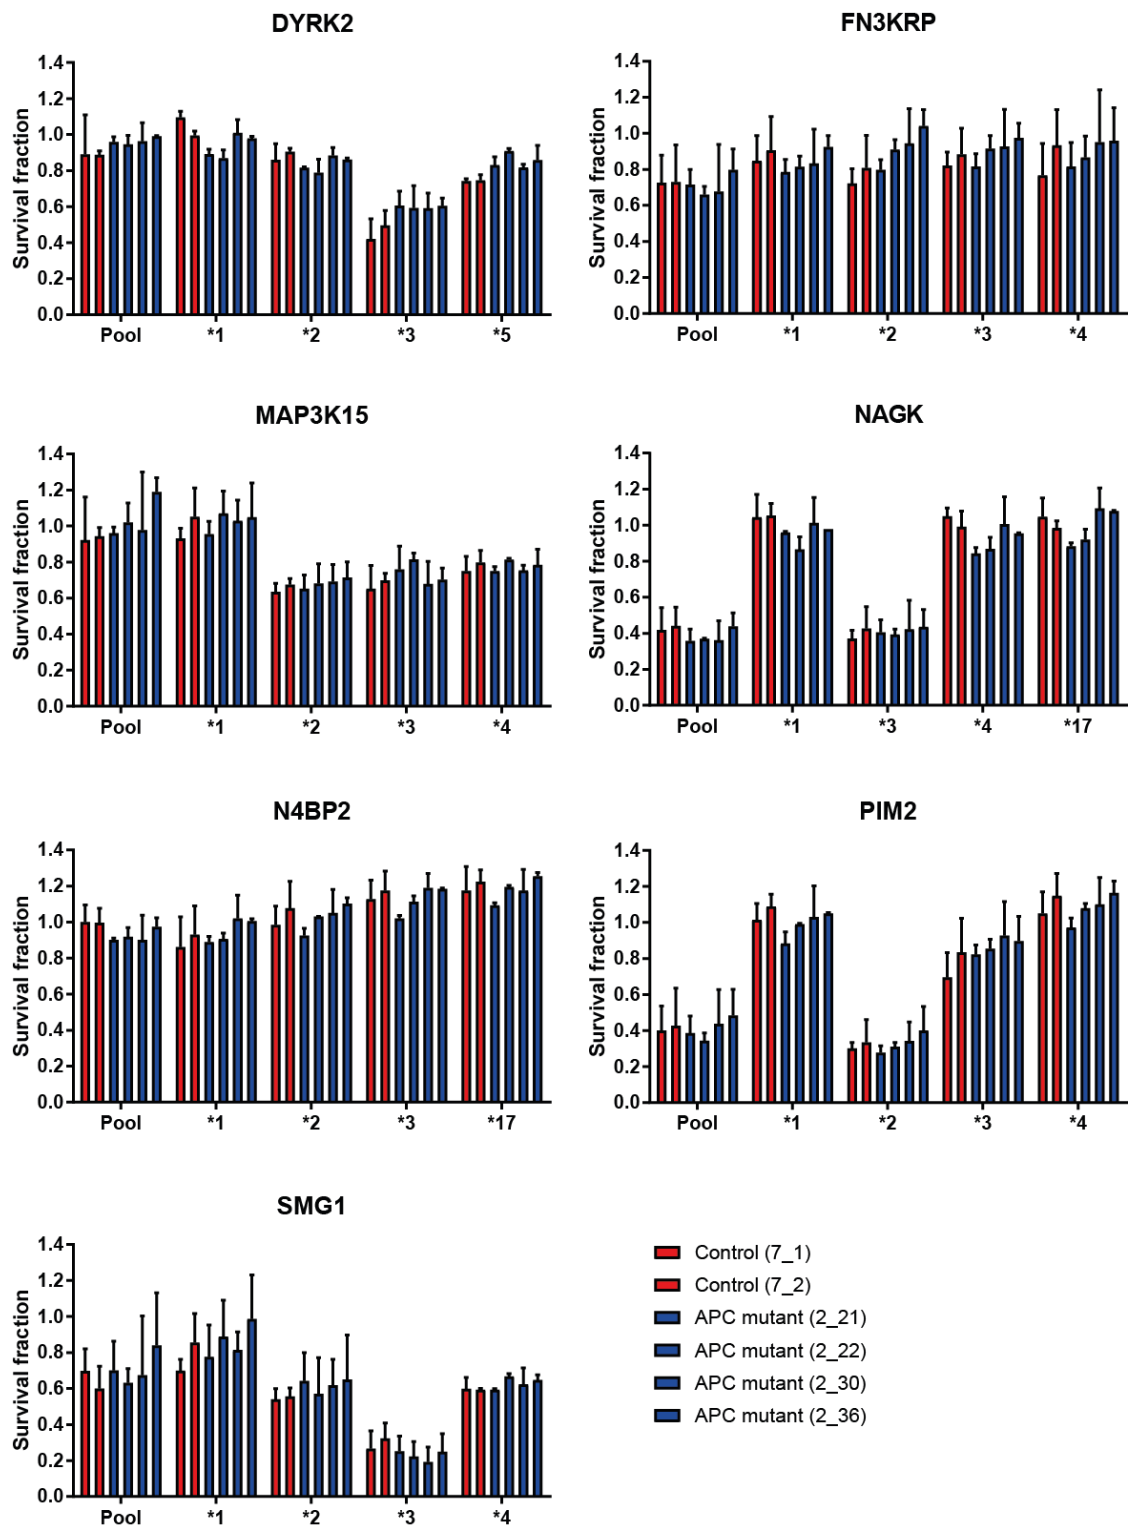 DYRK2
1.4
1.2
1.0
0.8
0.6
0.4
0.2
0.0
Survival fraction
Pool *1 *2 *3 *5
FN3KRP
1.4
1.2
1.0
0.8
0.6
0.4
0.2
0.0
Survival fraction
Pool *1 *2 *3 *4
MAP3K15
1.4
1.2
1.0
0.8
0.6
0.4
0.2
0.0
Survival fraction
Pool *1 *2 *3 *4
NAGK
1.4
1.2
1.0
0.8
0.6
0.4
0.2
0.0
Survival fraction
Pool *1 *3 *4 *17
N4BP2
1.4
1.2
1.0
0.8
0.6
0.4
0.2
0.0
Survival fraction
Pool *1 *2 *3 *17
PIM2
1.4
1.2
1.0
0.8
0.6
0.4
0.2
0.0
Survival fraction
Pool *1 *2 *3 *4
SMG1
1.4
1.2
1.0
0.8
0.6
0.4
0.2
0.0
Survival fraction
Pool *1 *2 *3 *4
Control (7_1)
Control (7_2)
APC mutant (2_21)
APC mutant (2_22)
APC mutant (2_30)
APC mutant (2_36)